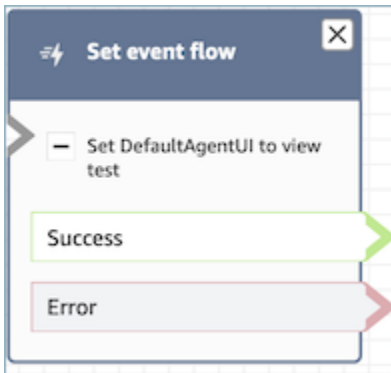 Set event flow
Set DefaultAgentUI to view
test
Success
Error